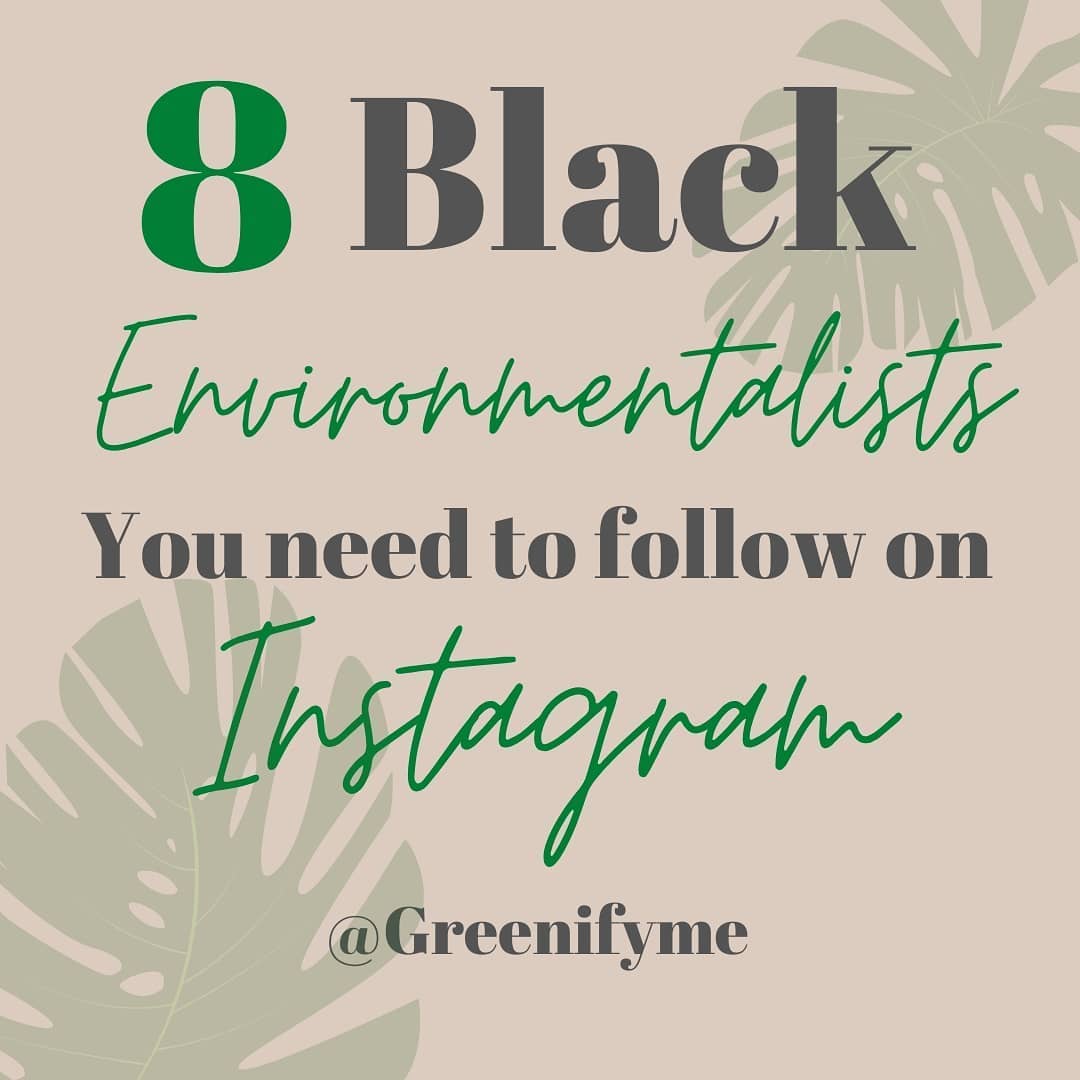 8 Black
Environmentalists
You need to follow on
Instagram
@Greenifyme